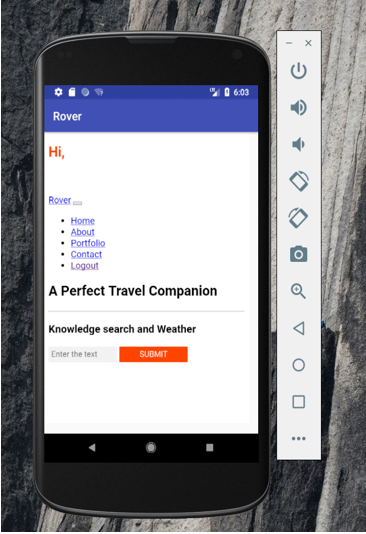 6:03
Rover
Hi,
Rover
Home
About
Portfolio
Contact
Logout
A Perfect Travel Companion
Knowledge search and Weather
Enter the text SUBMIT